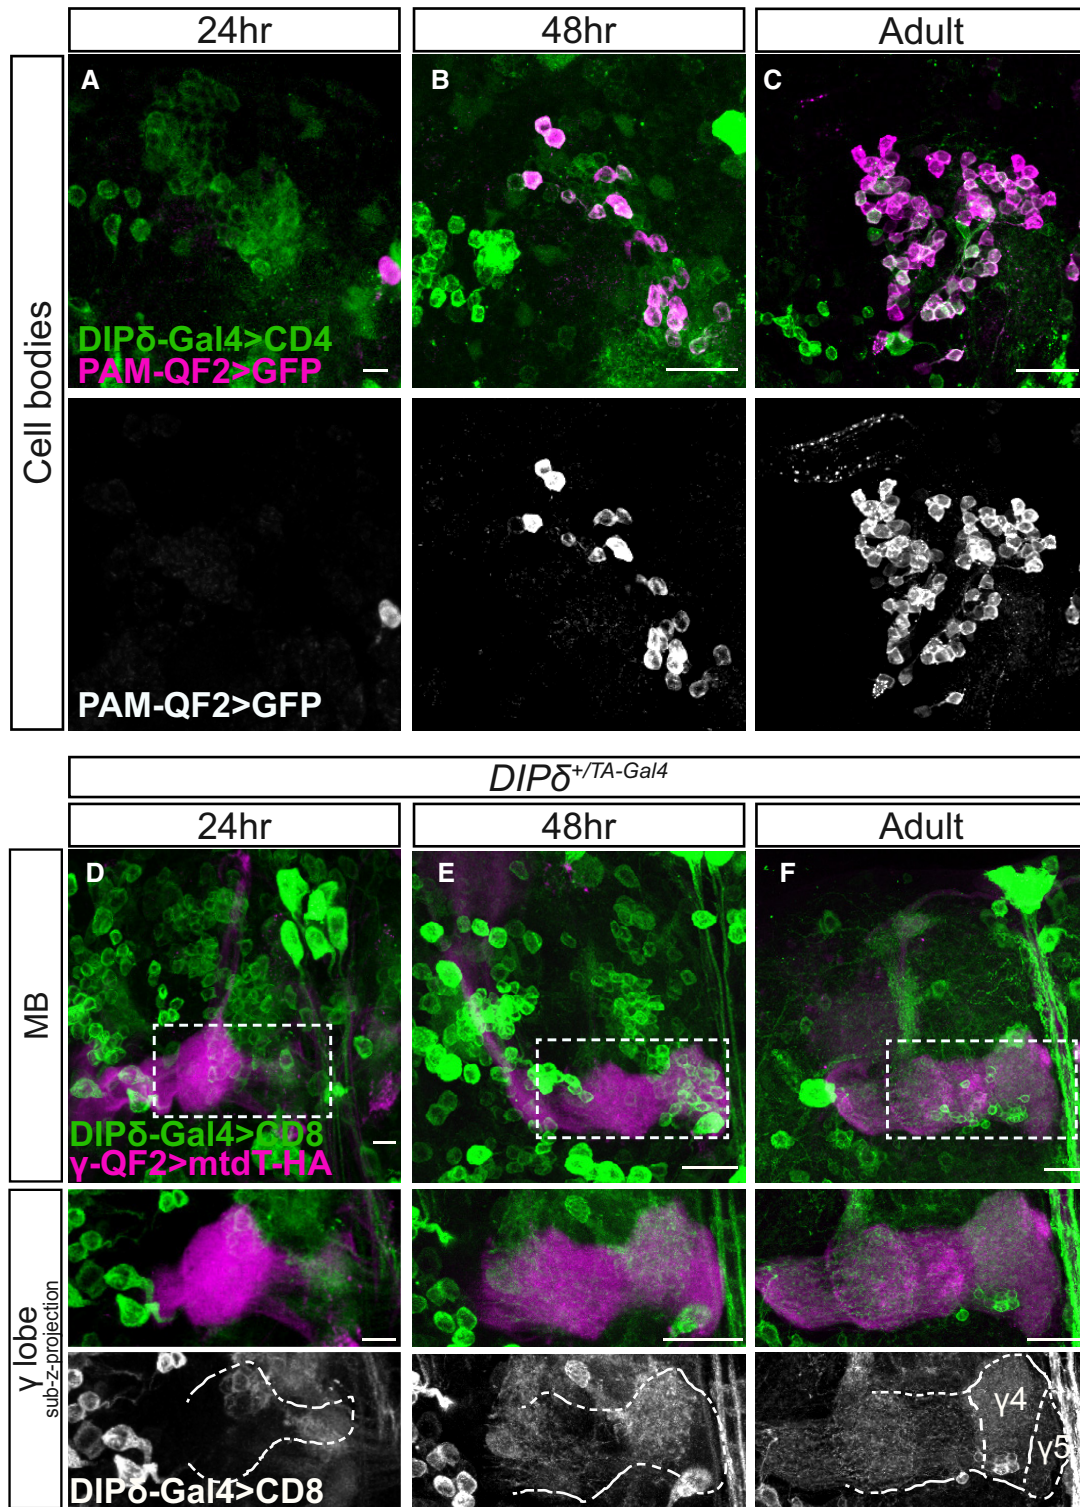 24hr
48hr
Adult
Cell bodies
A
B
C
DIPδ-Gal4>CD4
PAM-QF2>GFP
PAM-QF2>GFP
DIPδ+/TA-Gal4
24hr
48hr
Adult
MB
D
E
F
DIPδ-Gal4>CD8
γ-QF2>mtdT-HA
γ lobe
sub-z-projection
γ4
γ5
DIPδ-Gal4>CD8